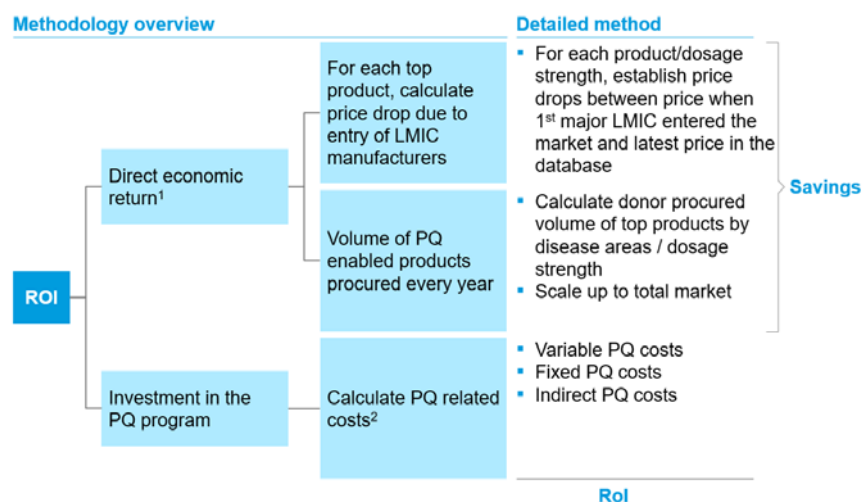 Methodology overview
Detailed method
For each top
product, calculate
price drop due to
entry of LMIC
manufacturers
▪ For each product/dosage
strength, establish price
drops between price when
1st major LMIC entered the
market and latest price in the
database
Direct economic
return1
Savings
Volume of PQ
enabled products
procured every year
▪ Calculate donor procured
volume of top products by
disease areas / dosage
strength
▪ Scale up to total market
ROI
Investment in the
PQ program
Calculate PQ related
costs2
▪ Variable PQ costs
▪ Fixed PQ costs
▪ Indirect PQ costs
RoI